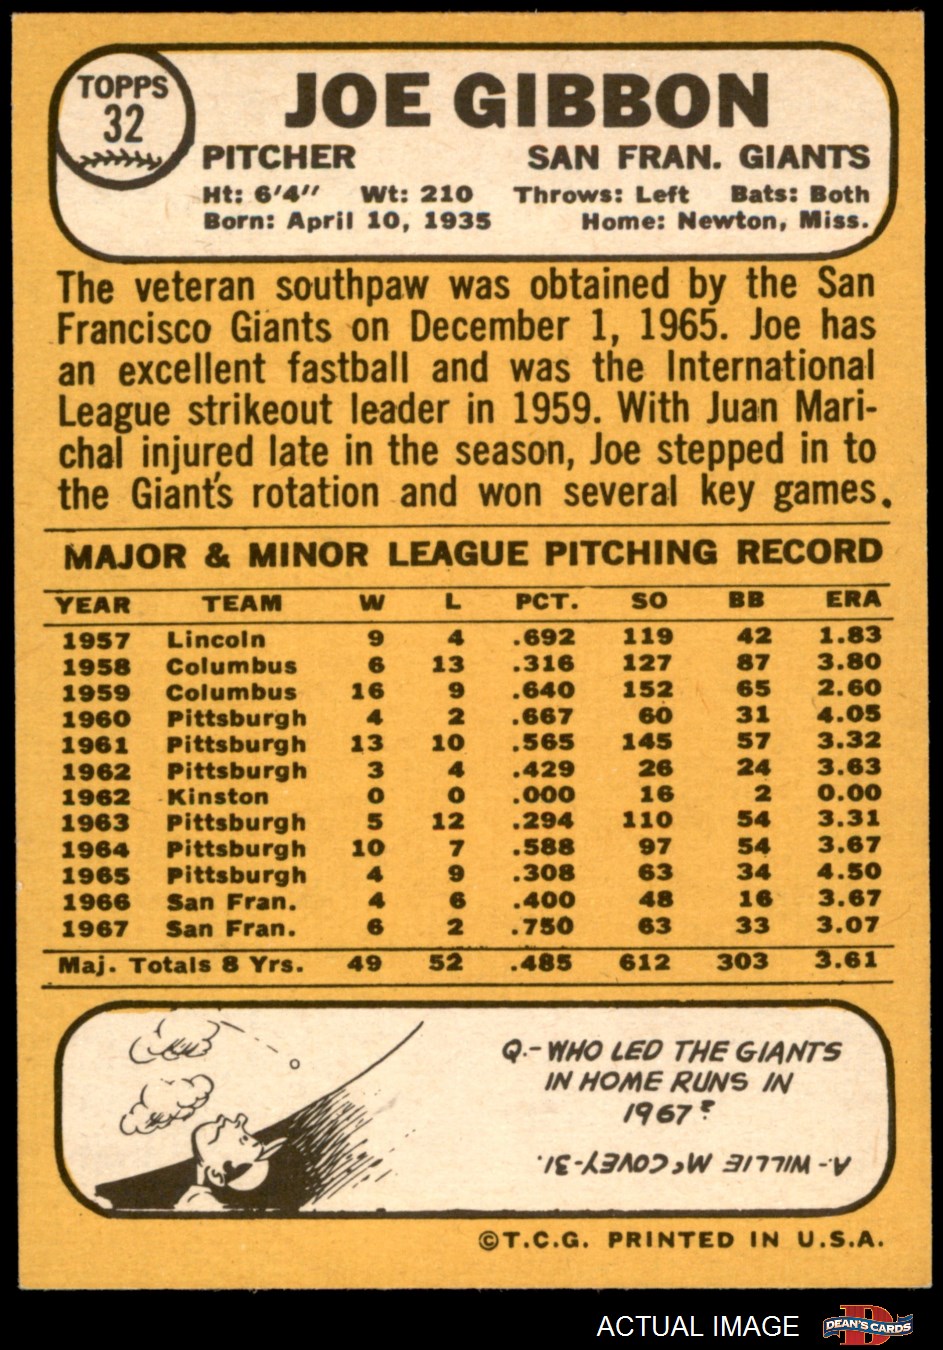 TOPPS
32
JOE GIBBON
PITCHER SAN FRAN. GIANTS
Ht: 6'4" Wt: 210 Throws: Left Bats: Both
Born: April 10, 1935 Home: Newton, Miss.
The veteran southpaw was obtained by the San
Francisco Giants on December 1, 1965. Joe has
an excellent fastball and was the International
League strikeout leader in 1959. With Juan Mari-
chal injured late in the season, Joe stepped in to
the Giant's rotation and won several key games.
MAJOR & MINOR LEAGUE PITCHING RECORD
YEAR TEAM W L PCT. SO BB ERA
1957 Lincoln 9 4 .692 119 42 1.83
1958 Columbus 6 13 .316 127 87 3.80
1959 Columbus 16 9 .640 152 65 2.60
1960 Pittsburgh 4 2 .667 60 31 4.05
1961 Pittsburgh 13 10 .565 145 57 3.32
1962 Pittsburgh 3 4 .429 26 24 3.63
1962 Kinston 0 0 .000 16 2 0.00
1963 Pittsburgh 5 12 .294 110 54 3.31
1964 Pittsburgh 10 7 .588 97 54 3.67
1965 Pittsburgh 4 9 .308 63 34 4.50
1966 San Fran. 4 6 .400 48 16 3.67
1967 San Fran. 6 2 .750 63 33 3.07
Maj. Totals 8 Yrs. 49 52 .485 612 303 3.61
Q.- WHO LED THE GIANTS
IN HOME RUNS IN
1967?
A.- WILLIE McCOVEY-31.
©T.C.G. PRINTED IN U.S.A.
ACTUAL IMAGE
D
DEAN'S CARDS